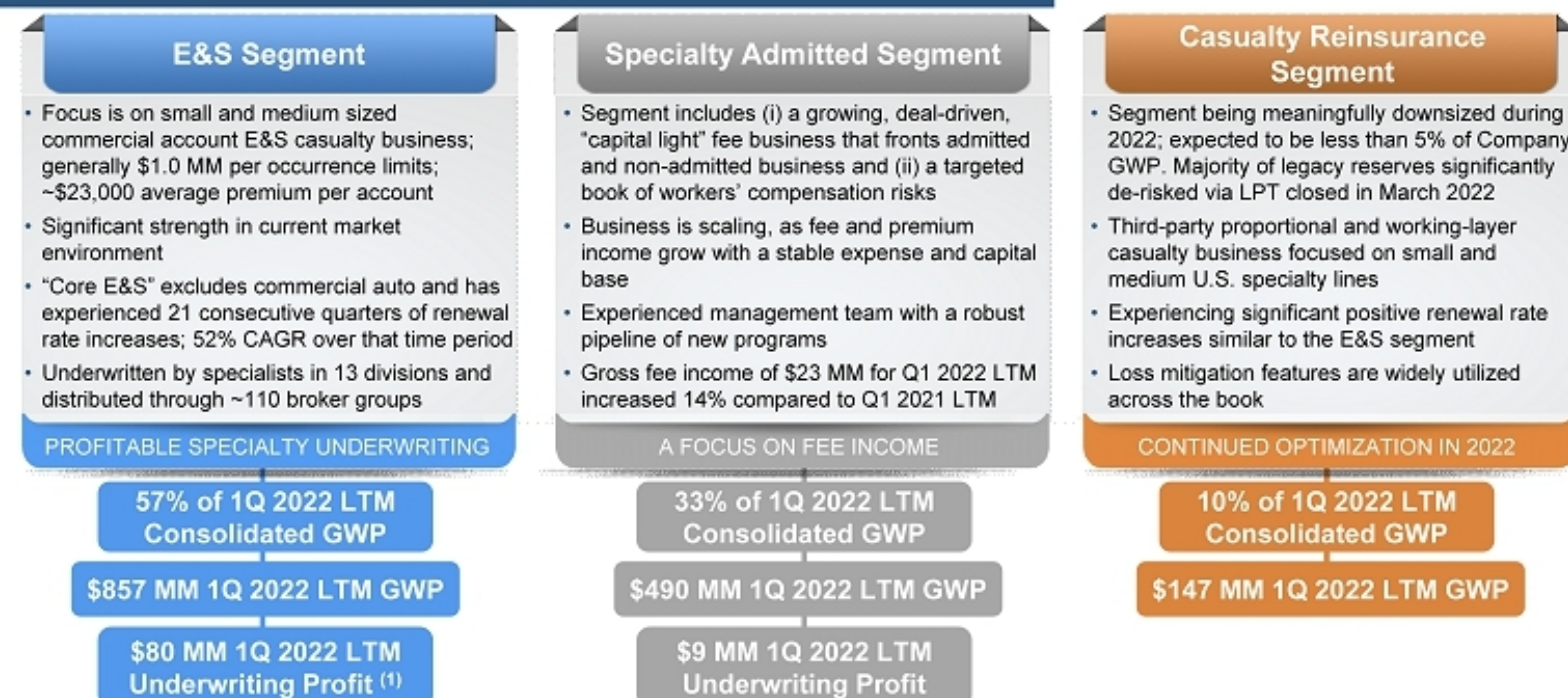 E&S Segment
• Focus is on small and medium sized
commercial account E&S casualty business;
generally $1.0 MM per occurrence limits;
~$23,000 average premium per account
• Significant strength in current market
environment
• “Core E&S” excludes commercial auto and has
experienced 21 consecutive quarters of renewal
rate increases; 52% CAGR over that time period
• Underwritten by specialists in 13 divisions and
distributed through ~110 broker groups
PROFITABLE SPECIALTY UNDERWRITING
57% of 1Q 2022 LTM
Consolidated GWP
$857 MM 1Q 2022 LTM GWP
$80 MM 1Q 2022 LTM
Underwriting Profit (1)
Specialty Admitted Segment
• Segment includes (i) a growing, deal-driven,
“capital light” fee business that fronts admitted
and non-admitted business and (ii) a targeted
book of workers’ compensation risks
• Business is scaling, as fee and premium
income grow with a stable expense and capital
base
• Experienced management team with a robust
pipeline of new programs
• Gross fee income of $23 MM for Q1 2022 LTM
increased 14% compared to Q1 2021 LTM
A FOCUS ON FEE INCOME
33% of 1Q 2022 LTM
Consolidated GWP
$490 MM 1Q 2022 LTM GWP
$9 MM 1Q 2022 LTM
Underwriting Profit
Casualty Reinsurance
Segment
• Segment being meaningfully downsized during
2022; expected to be less than 5% of Company
GWP. Majority of legacy reserves significantly
de-risked via LPT closed in March 2022
• Third-party proportional and working-layer
casualty business focused on small and
medium U.S. specialty lines
• Experiencing significant positive renewal rate
increases similar to the E&S segment
• Loss mitigation features are widely utilized
across the book
CONTINUED OPTIMIZATION IN 2022
10% of 1Q 2022 LTM
Consolidated GWP
$147 MM 1Q 2022 LTM GWP